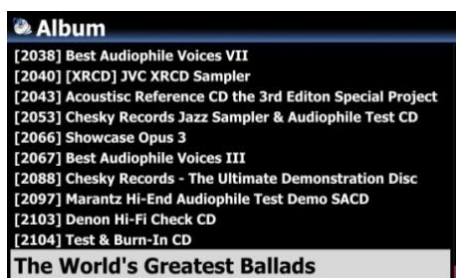 Album
[2038] Best Audiophile Voices VII
[2040] [XRCD] JVC XRCD Sampler
[2043] Acoustisc Reference CD the 3rd Editon Special Project
[2053] Chesky Records Jazz Sampler & Audiophile Test CD
[2066] Showcase Opus 3
[2067] Best Audiophile Voices III
[2088] Chesky Records - The Ultimate Demonstration Disc
[2097] Marantz Hi-End Audiophile Test Demo SACD
[2103] Denon Hi-Fi Check CD
[2104] Test & Burn-In CD
The World's Greatest Ballads